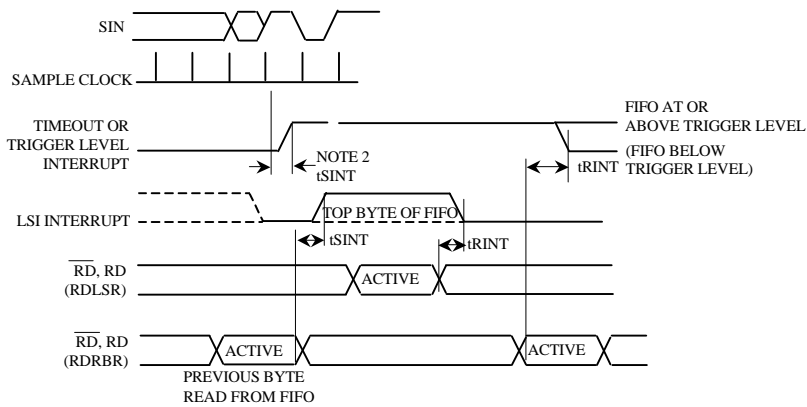 SIN
SAMPLE CLOCK
TIMEOUT OR
TRIGGER LEVEL
INTERRUPT
NOTE 2
tSINT
FIFO AT OR
ABOVE TRIGGER LEVEL
(FIFO BELOW
TRIGGER LEVEL)
tRINT
LSI INTERRUPT
TOP BYTE OF FIFO
tSINT
tRINT
RD, RD
(RDLSR)
ACTIVE
RD, RD
(RDRBR)
ACTIVE
ACTIVE
PREVIOUS BYTE
READ FROM FIFO